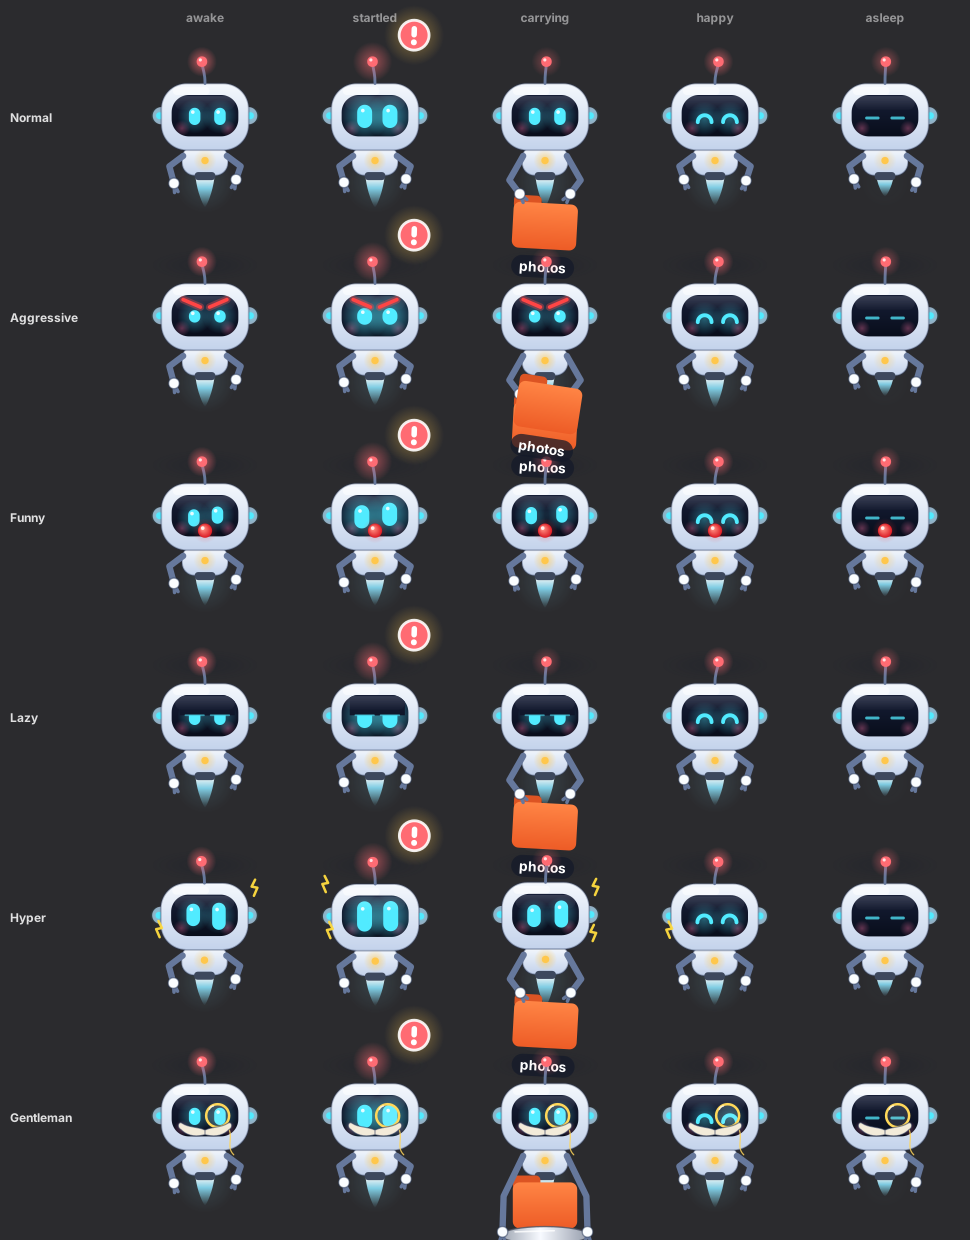 awake startled carrying happy asleep
!
Normal
photos
!
Aggressive
photos
!
photos
Funny
!
Lazy
photos
!
Hyper
photos
!
Gentleman